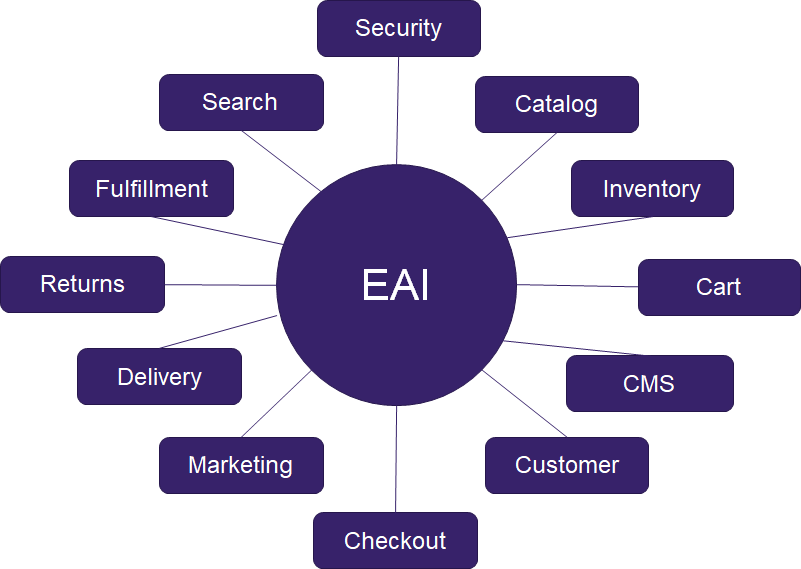 Security
Search
Catalog
Fulfillment
Inventory
Returns
EAI
Cart
Delivery
CMS
Marketing
Customer
Checkout